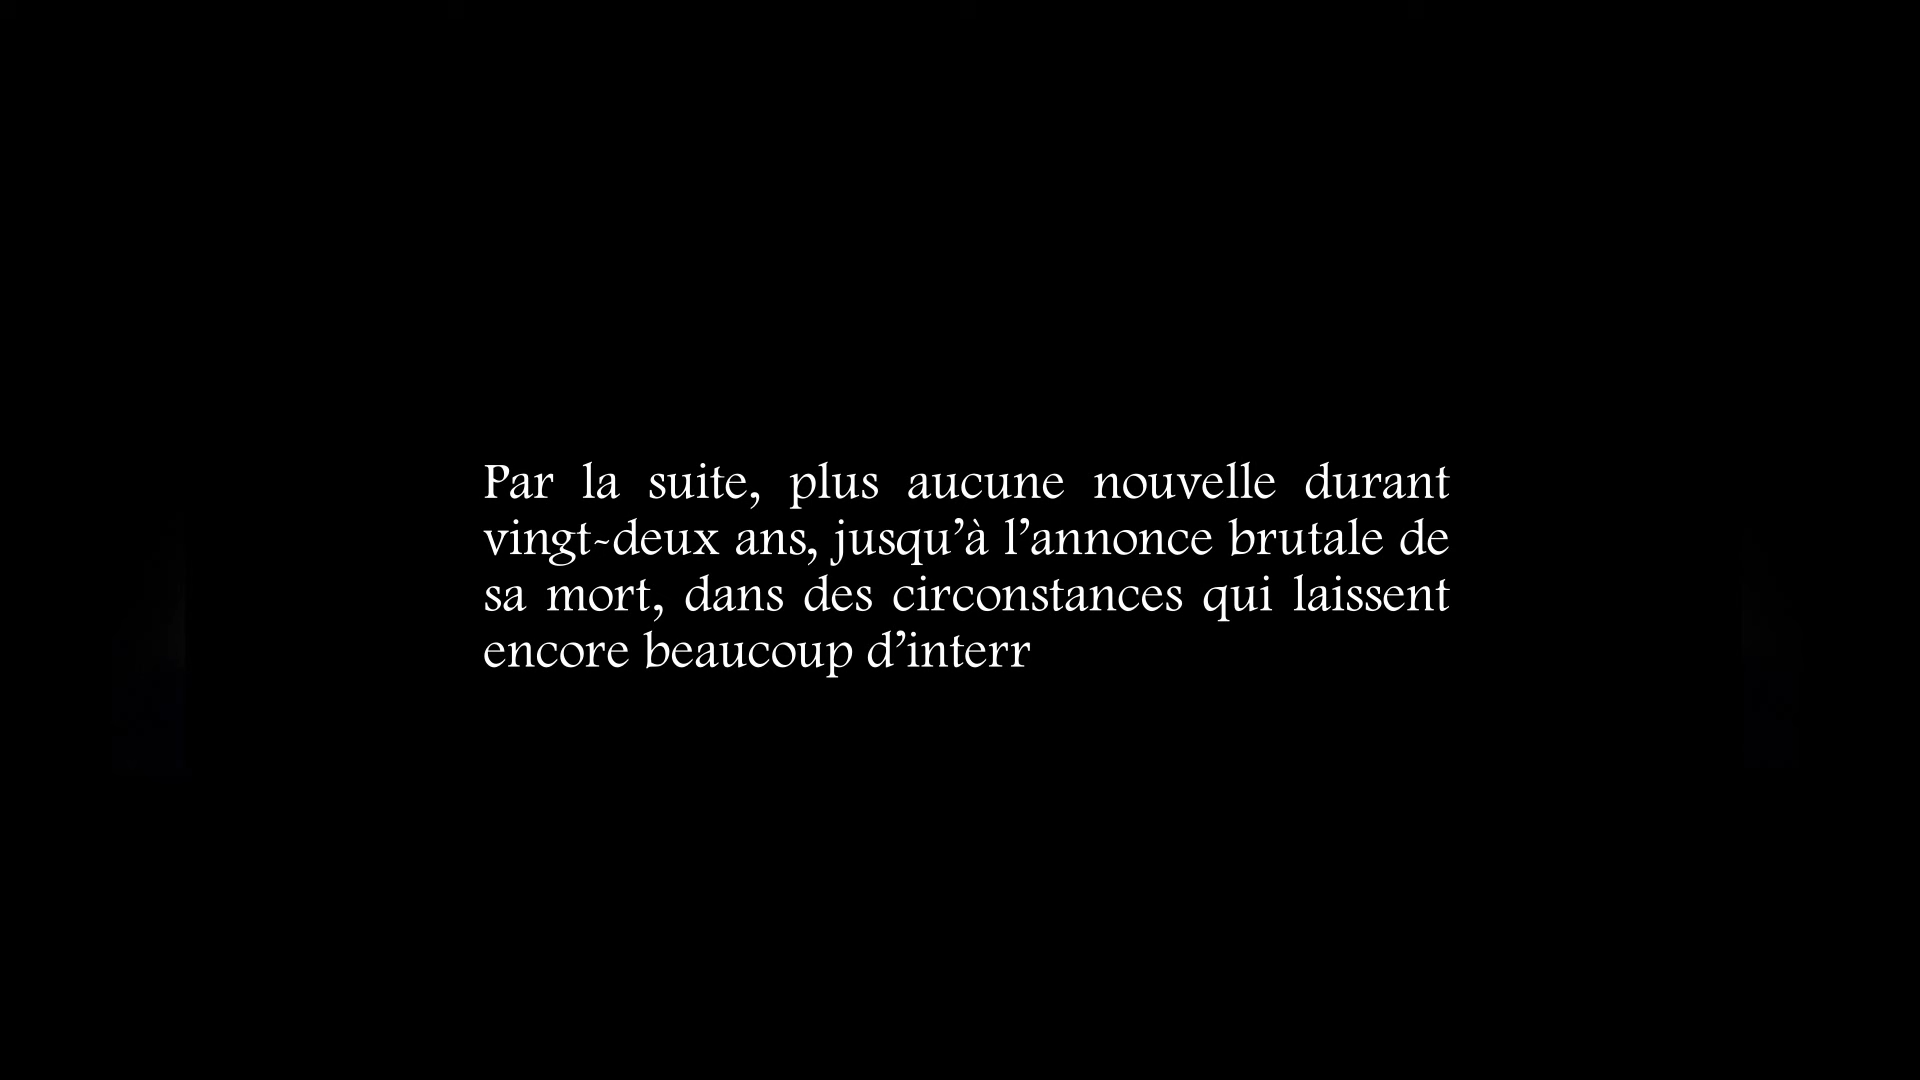 Par la suite, plus aucune nouvelle durant
vingt-deux ans, jusqu’à l’annonce brutale de
sa mort, dans des circonstances qui laissent
encore beaucoup d’interr